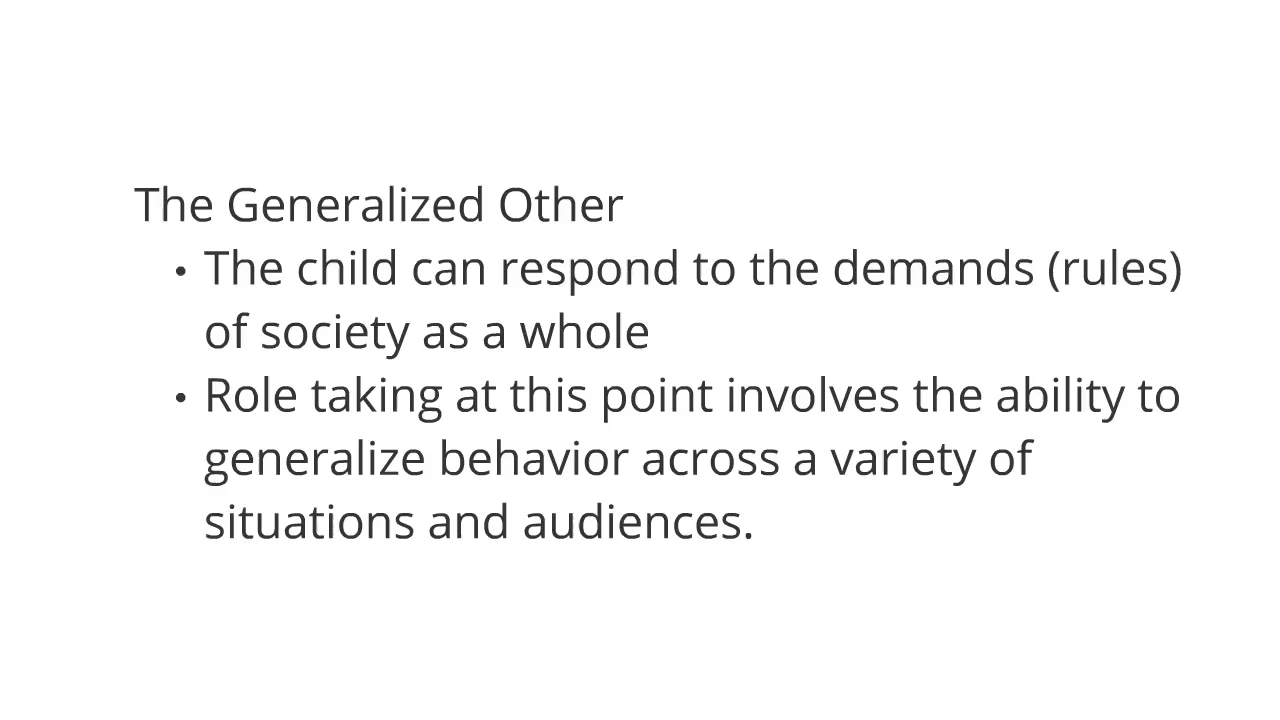 The Generalized Other
• The child can respond to the demands (rules)
of society as a whole
• Role taking at this point involves the ability to
generalize behavior across a variety of
situations and audiences.